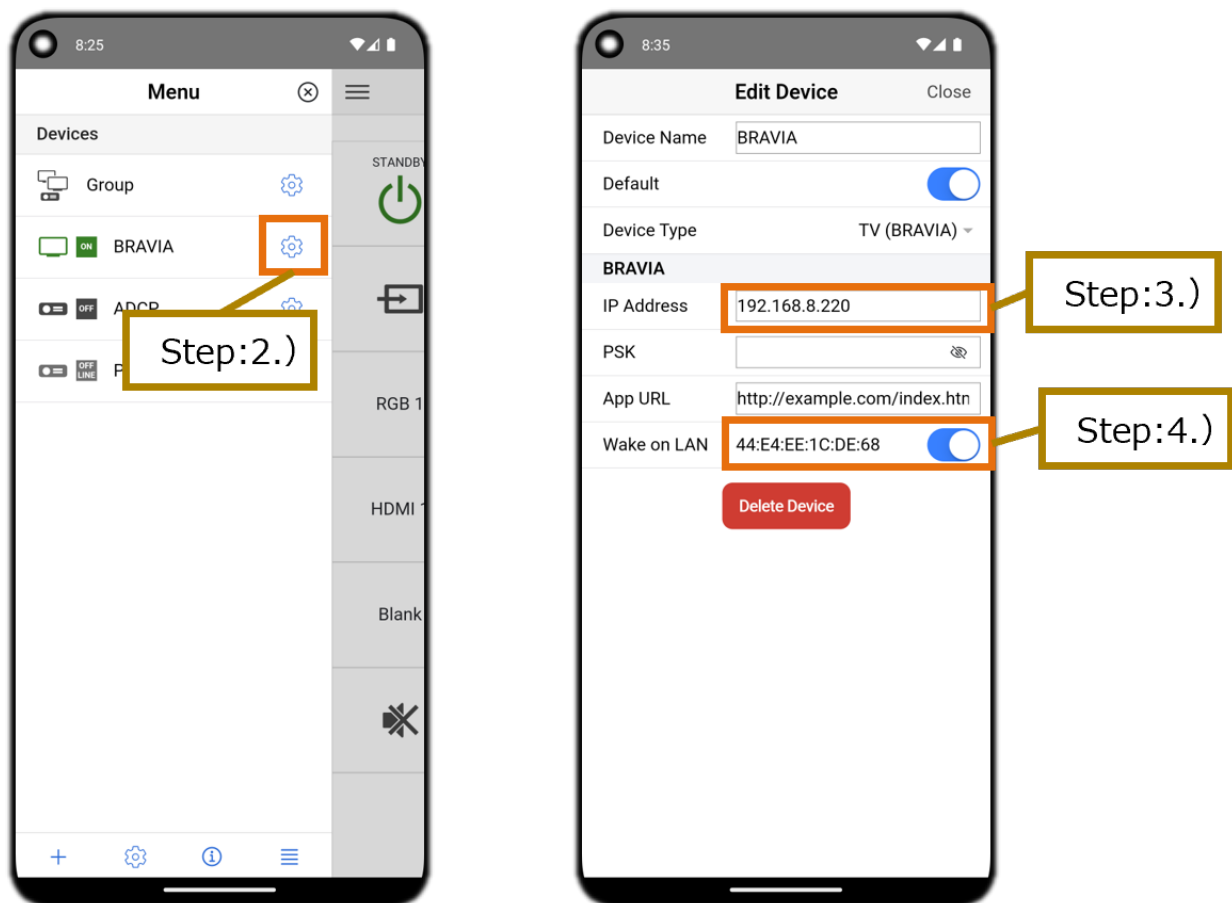 8:25
Menu
Devices
Group
ON
BRAVIA
OFF
OFF
LINE
Step:2.)
STANDBY
RGB 1
HDMI 1
Blank
8:35
Edit Device
Close
Device Name
BRAVIA
Default
Device Type
TV (BRAVIA)
BRAVIA
IP Address
192.168.8.220
PSK
App URL
http://example.com/index.htn
Wake on LAN
44:E4:EE:1C:DE:68
Delete Device
Step:3.)
Step:4.)